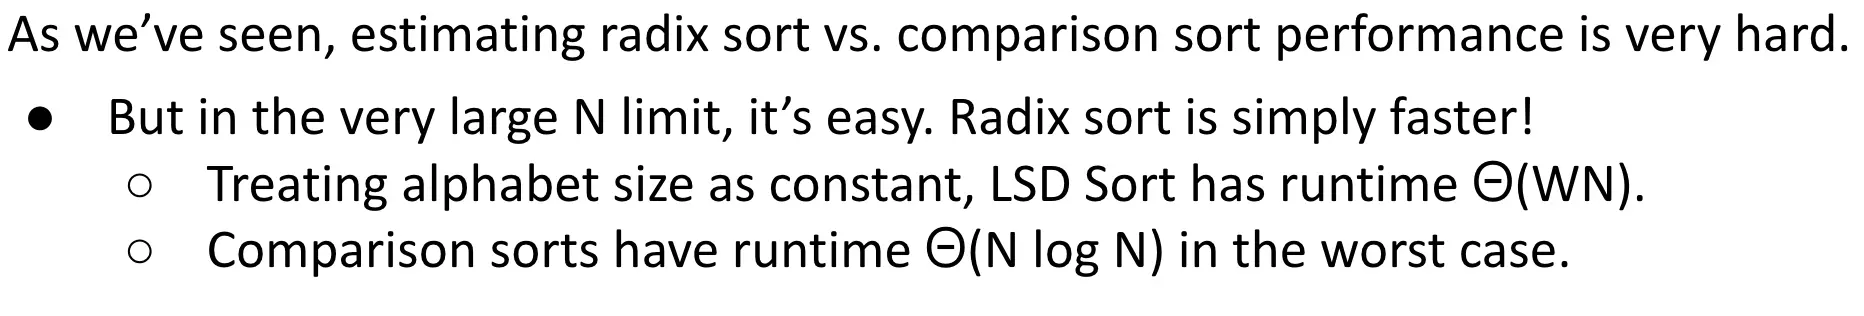 As we’ve seen, estimating radix sort vs. comparison sort performance is very hard.
● But in the very large N limit, it’s easy. Radix sort is simply faster!
○ Treating alphabet size as constant, LSD Sort has runtime Θ(WN).
○ Comparison sorts have runtime Θ(N log N) in the worst case.